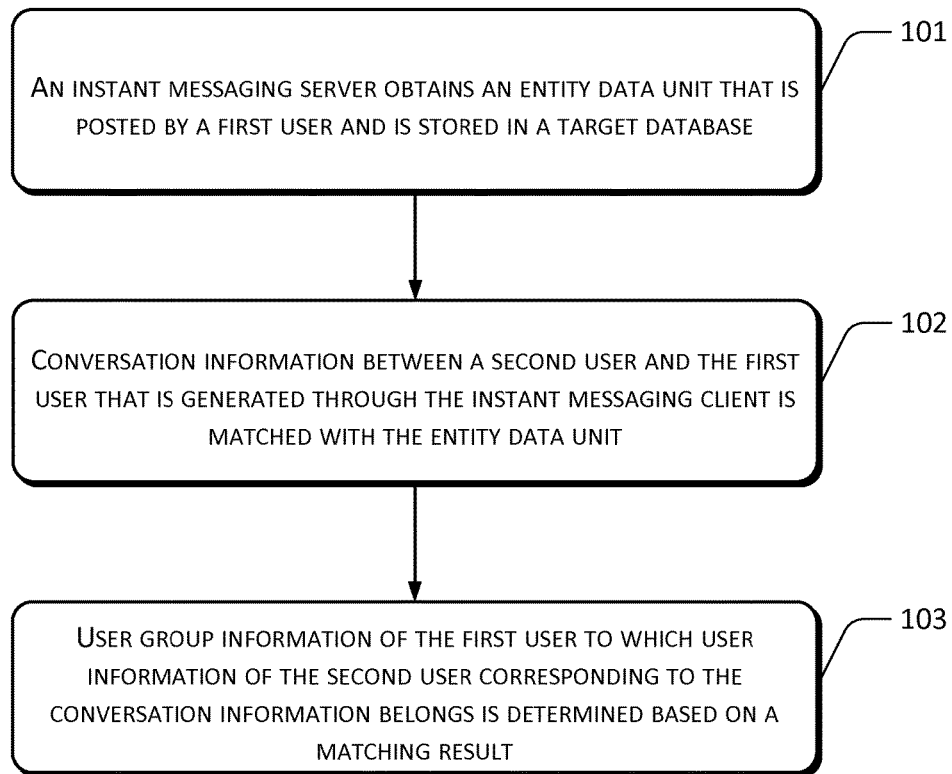 AN INSTANT MESSAGING SERVER OBTAINS AN ENTITY DATA UNIT THAT IS
POSTED BY A FIRST USER AND IS STORED IN A TARGET DATABASE
101
CONVERSATION INFORMATION BETWEEN A SECOND USER AND THE FIRST
USER THAT IS GENERATED THROUGH THE INSTANT MESSAGING CLIENT IS
MATCHED WITH THE ENTITY DATA UNIT
102
USER GROUP INFORMATION OF THE FIRST USER TO WHICH USER
INFORMATION OF THE SECOND USER CORRESPONDING TO THE
CONVERSATION INFORMATION BELONGS IS DETERMINED BASED ON A
MATCHING RESULT
103